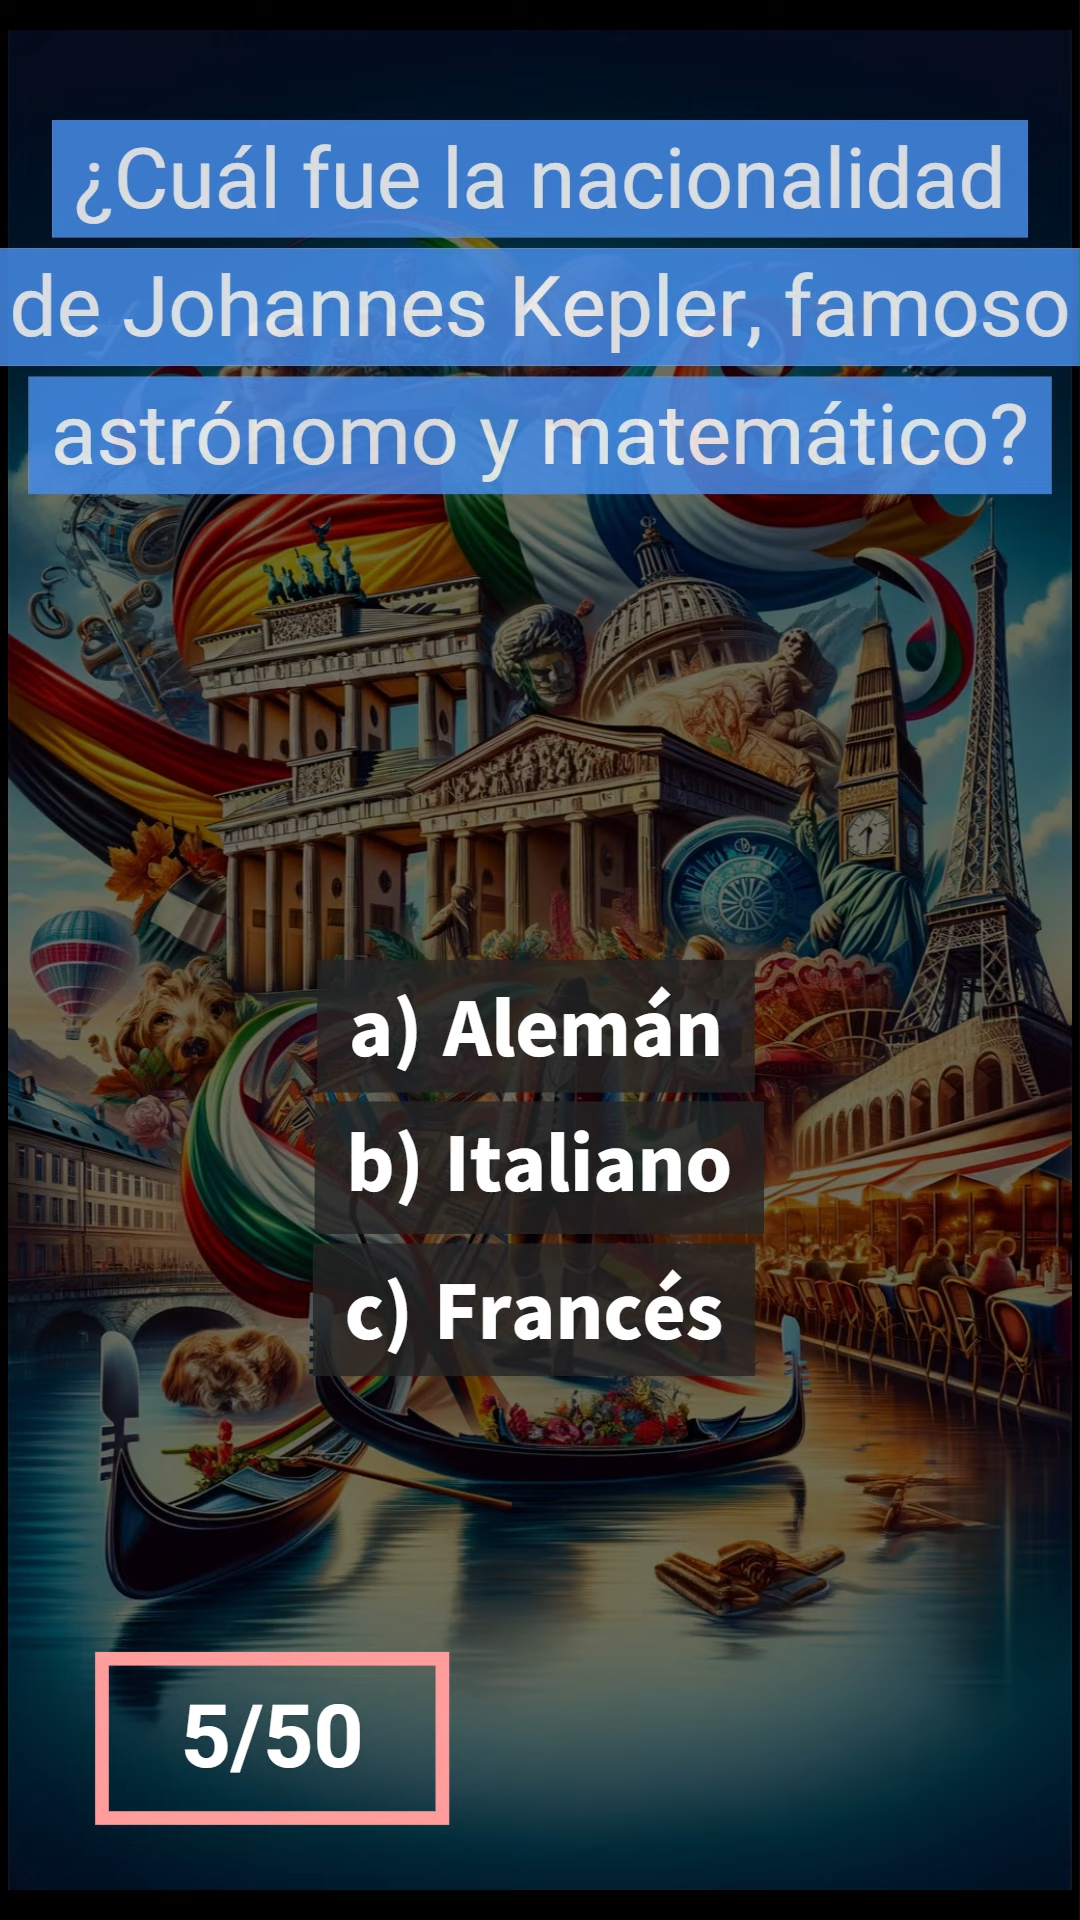 ¿Cuál fue la nacionalidad
de Johannes Kepler, famoso
astrónomo y matemático?
a) Alemán
b) Italiano
c) Francés
5/50